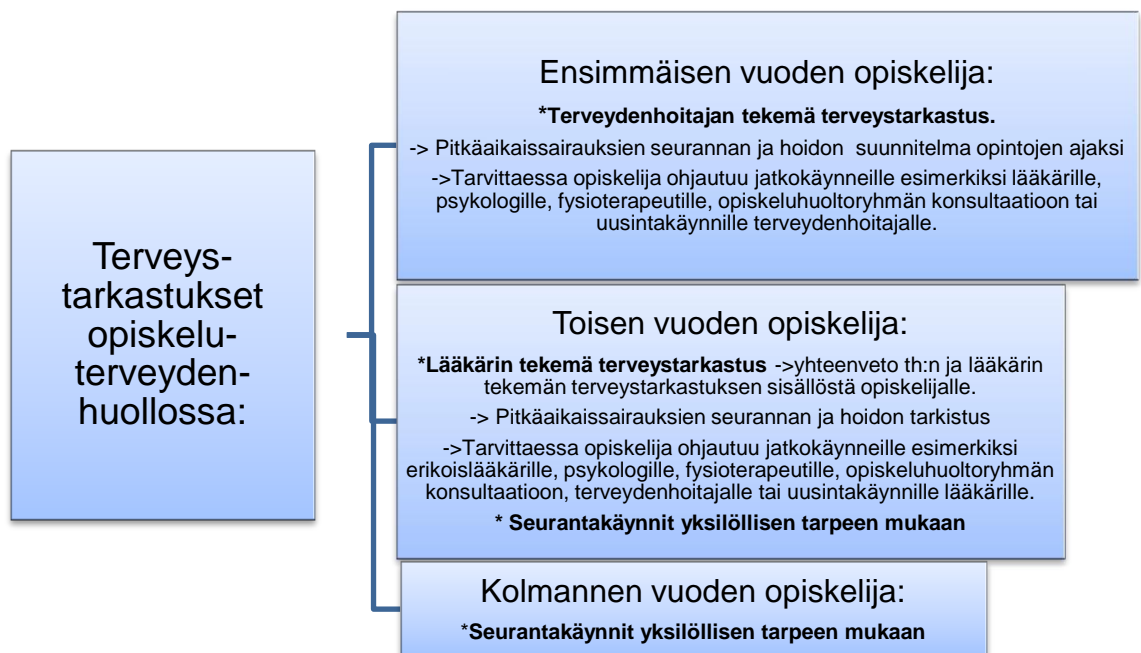 Terveys-
tarkastukset
opiskelu-
terveyden-
huollossa:
Ensimmäisen vuoden opiskelija:
*Terveydenhoitajan tekemä terveystarkastus.
-> Pitkäaikaissairauksien seurannan ja hoidon suunnitelma opintojen ajaksi
->Tarvittaessa opiskelija ohjautuu jatkokäynneille esimerkiksi lääkärille,
psykologille, fysioterapeutille, opiskeluhuoltoryhmän konsultaatioon tai
uusintakäynnille terveydenhoitajalle.
Toisen vuoden opiskelija:
*Lääkärin tekemä terveystarkastus ->yhteenveto th:n ja lääkärin
tekemän terveystarkastuksen sisällöstä opiskelijalle.
-> Pitkäaikaissairauksien seurannan ja hoidon tarkistus
->Tarvittaessa opiskelija ohjautuu jatkokäynneille esimerkiksi
erikoislääkärille, psykologille, fysioterapeutille, opiskeluhuoltoryhmän
konsultaatioon, terveydenhoitajalle tai uusintakäynnille lääkärille.
* Seurantakäynnit yksilöllisen tarpeen mukaan
Kolmannen vuoden opiskelija:
*Seurantakäynnit yksilöllisen tarpeen mukaan